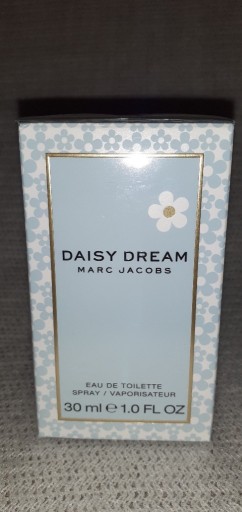 DAISY DREAM
MARC JACOBS
EAU DE TOILETTE
SPRAY / VAPORISATEUR
30 ml ℮ 1.0 FL OZ